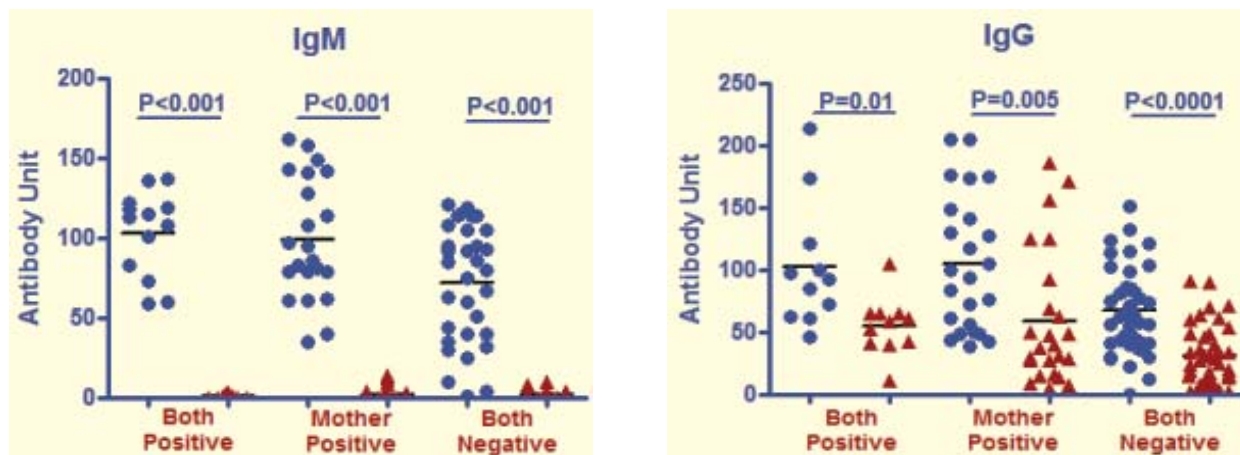 IgM
200
150
100
50
0
Antibody Unit
P<0.001
P<0.001
P<0.001
Both
Positive
Mother
Positive
Both
Negative
IgG
250
200
150
100
50
0
Antibody Unit
P=0.01
P=0.005
P<0.0001
Both
Positive
Mother
Positive
Both
Negative